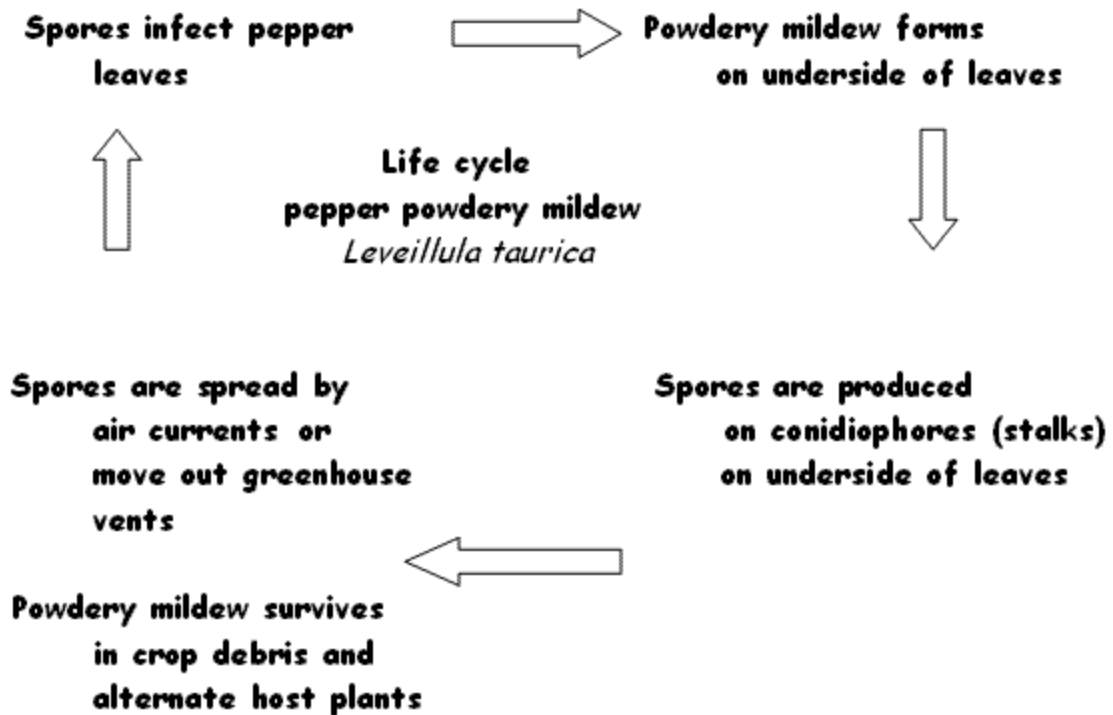 Spores infect pepper
leaves
Powdery mildew forms
on underside of leaves
Life cycle
pepper powdery mildew
Leveillula taurica
Spores are produced
on conidiophores (stalks)
on underside of leaves
Spores are spread by
air currents or
move out greenhouse
vents
Powdery mildew survives
in crop debris and
alternate host plants